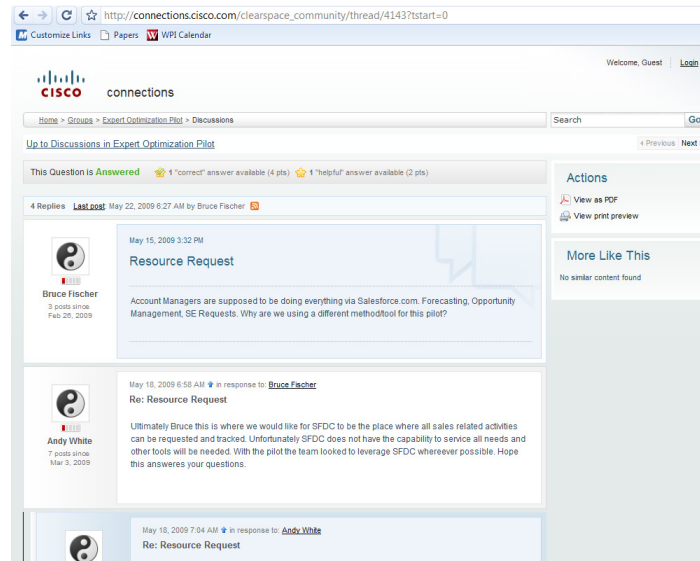 http://connections.cisco.com/clearspace_community/thread/4143?tstart=0
Customize Links Papers WPI Calendar
Welcome, Guest Login
CISCO connections
Home > Groups > Expert Optimization Pilot > Discussions
Search Go
Up to Discussions in Expert Optimization Pilot
Previous Next
This Question is Answered 1 "correct" answer available (4 pts) 1 "helpful" answer available (2 pts)
Actions
View as PDF
View print preview
More Like This
No similar content found
4 Replies Last post: May 22, 2009 6:27 AM by Bruce Fischer
Bruce Fischer
3 posts since
Feb 26, 2009
May 15, 2009 3:32 PM
Resource Request
Account Managers are supposed to be doing everything via Salesforce.com. Forecasting, Opportunity
Management, SE Requests. Why are we using a different method/tool for this pilot?
Andy White
7 posts since
Mar 3, 2009
May 18, 2009 6:58 AM in response to: Bruce Fischer
Re: Resource Request
Ultimately Bruce this is where we would like for SFDC to be the place where all sales related activities
can be requested and tracked. Unfortunately SFDC does not have the capability to service all needs and
other tools will be needed. With the pilot the team looked to leverage SFDC whereever possible. Hope
this answeres your questions.
May 18, 2009 7:04 AM in response to: Andy White
Re: Resource Request